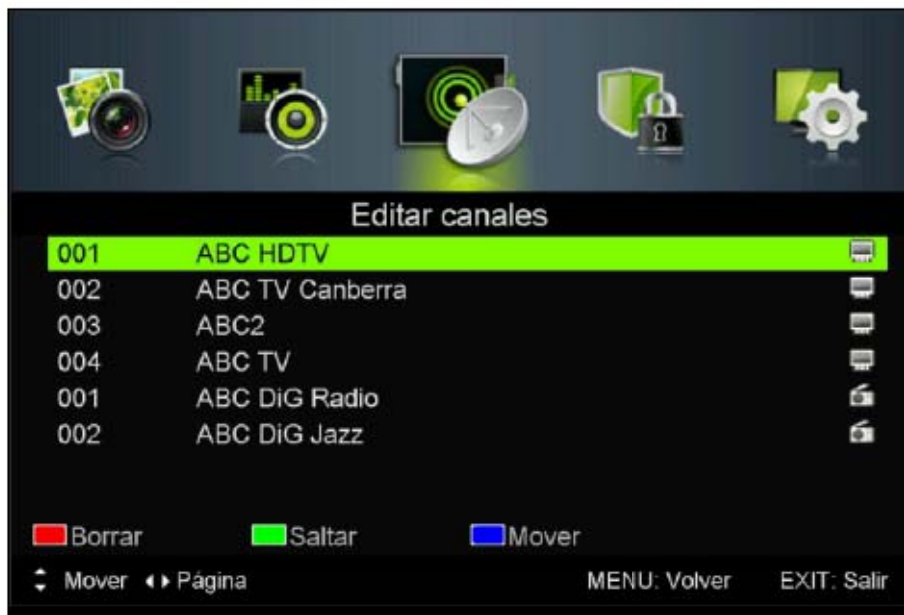 Editar canales
001 ABC HDTV
002 ABC TV Canberra
003 ABC2
004 ABC TV
001 ABC DiG Radio
002 ABC DiG Jazz
Borrar Saltar Mover
Mover Página MENU: Volver EXIT: Salir